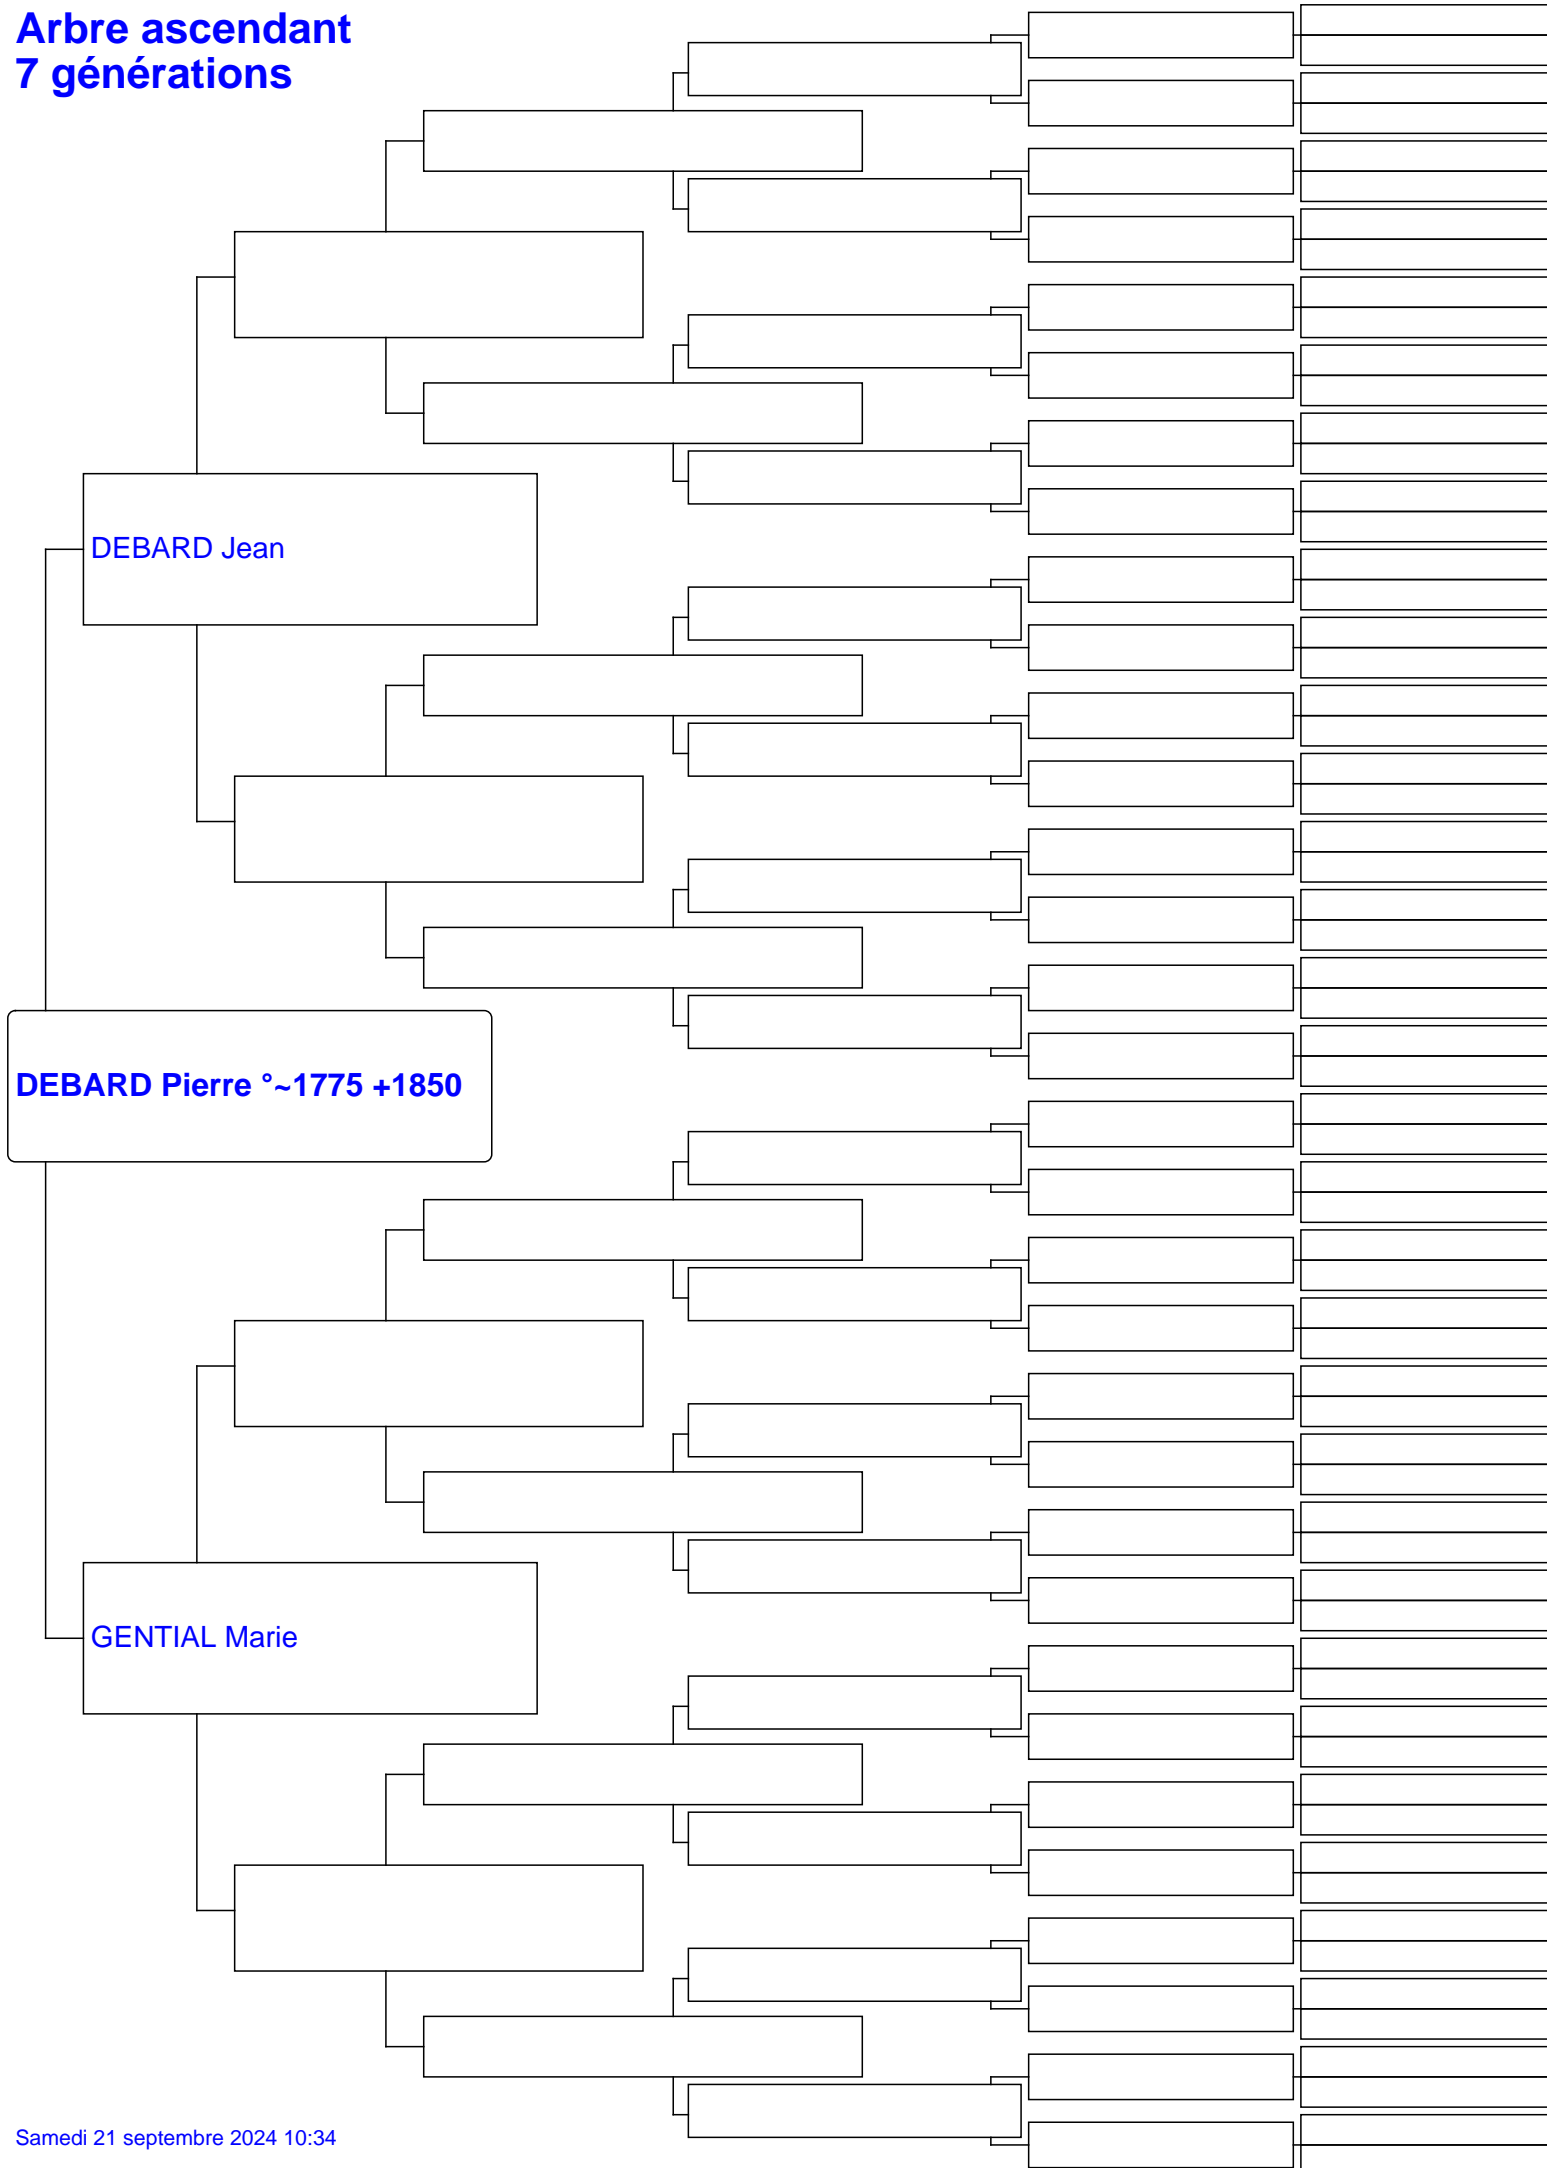 Arbre ascendant
7 générations
DEBARD Jean
DEBARD Pierre °~1775 +1850
GENTIAL Marie
Samedi 21 septembre 2024 10:34